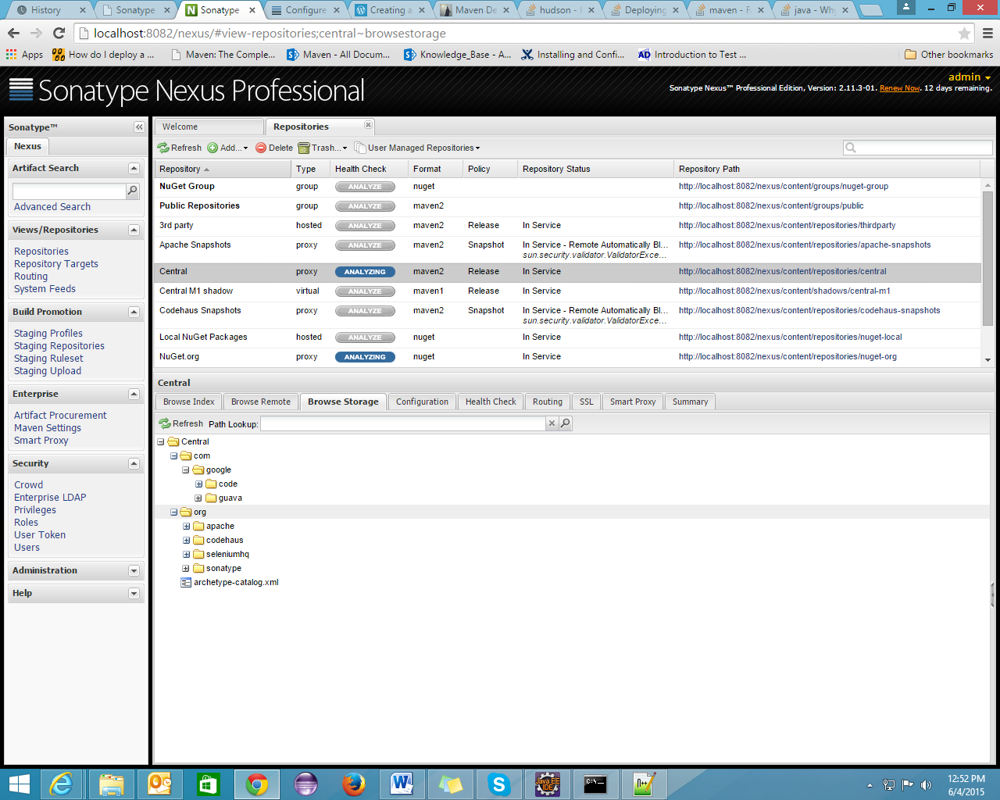 History
Sonatype
Sonatype
Configure
Creating a
Maven De
hudson -
Deploying
maven - F
java - Why
localhost:8082/nexus/#view-repositories;central~browsestorage
Apps
How do I deploy a ...
Maven: The Comple...
Maven - All Docum...
Knowledge_Base - A...
Installing and Confi...
AD Introduction to Test ...
Other bookmarks
Sonatype Nexus Professional
admin
Sonatype Nexus™ Professional Edition, Version: 2.11.3-01. Renew Now. 12 days remaining.
Sonatype™
Nexus
Artifact Search
Advanced Search
Views/Repositories
Repositories
Repository Targets
Routing
System Feeds
Build Promotion
Staging Profiles
Staging Repositories
Staging Ruleset
Staging Upload
Enterprise
Artifact Procurement
Maven Settings
Smart Proxy
Security
Crowd
Enterprise LDAP
Privileges
Roles
User Token
Users
Administration
Help
Welcome
Repositories
Refresh Add... Delete Trash... User Managed Repositories
Repository Type Health Check Format Policy Repository Status Repository Path
NuGet Group group ANALYZE nuget http://localhost:8082/nexus/content/groups/nuget-group
Public Repositories group ANALYZE maven2 http://localhost:8082/nexus/content/groups/public
3rd party hosted ANALYZE maven2 Release In Service http://localhost:8082/nexus/content/repositories/thirdparty
Apache Snapshots proxy ANALYZE maven2 Snapshot In Service - Remote Automatically Bl... http://localhost:8082/nexus/content/repositories/apache-snapshots
sun.security.validator.ValidatorExce...
Central proxy ANALYZING maven2 Release In Service http://localhost:8082/nexus/content/repositories/central
Central M1 shadow virtual ANALYZE maven1 Release In Service http://localhost:8082/nexus/content/shadows/central-m1
Codehaus Snapshots proxy ANALYZE maven2 Snapshot In Service - Remote Automatically Bl... http://localhost:8082/nexus/content/repositories/codehaus-snapshots
sun.security.validator.ValidatorExce...
Local NuGet Packages hosted ANALYZE nuget In Service http://localhost:8082/nexus/content/repositories/nuget-local
NuGet.org proxy ANALYZING nuget In Service http://localhost:8082/nexus/content/repositories/nuget-org
Central
Browse Index Browse Remote Browse Storage Configuration Health Check Routing SSL Smart Proxy Summary
Refresh Path Lookup:
Central
com
google
code
guava
org
apache
codehaus
seleniumhq
sonatype
archetype-catalog.xml
Java EE
IDE
C:\.
12:52 PM
6/4/2015